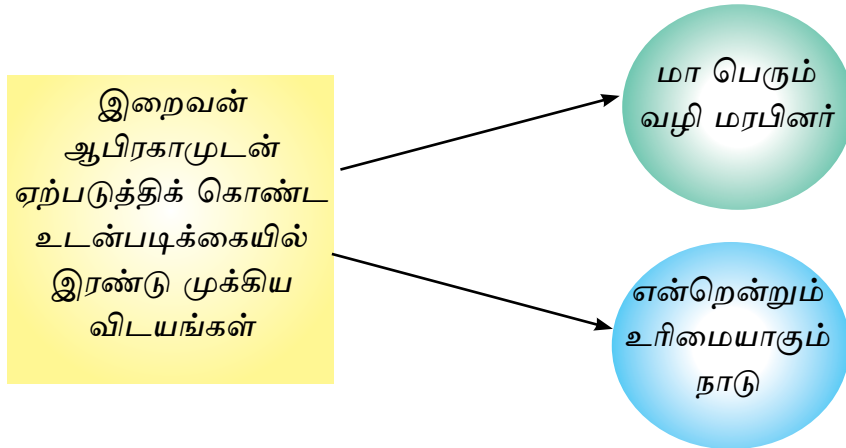 இறைவன்
ஆபிரகாமுடன்
ஏற்படுத்திக் கொண்ட
உடன்படிக்கையில்
இரண்டு முக்கிய
விடயங்கள்
மா பெரும்
வழி மரபினர்
என்றென்றும்
உரிமையாகும்
நாடு